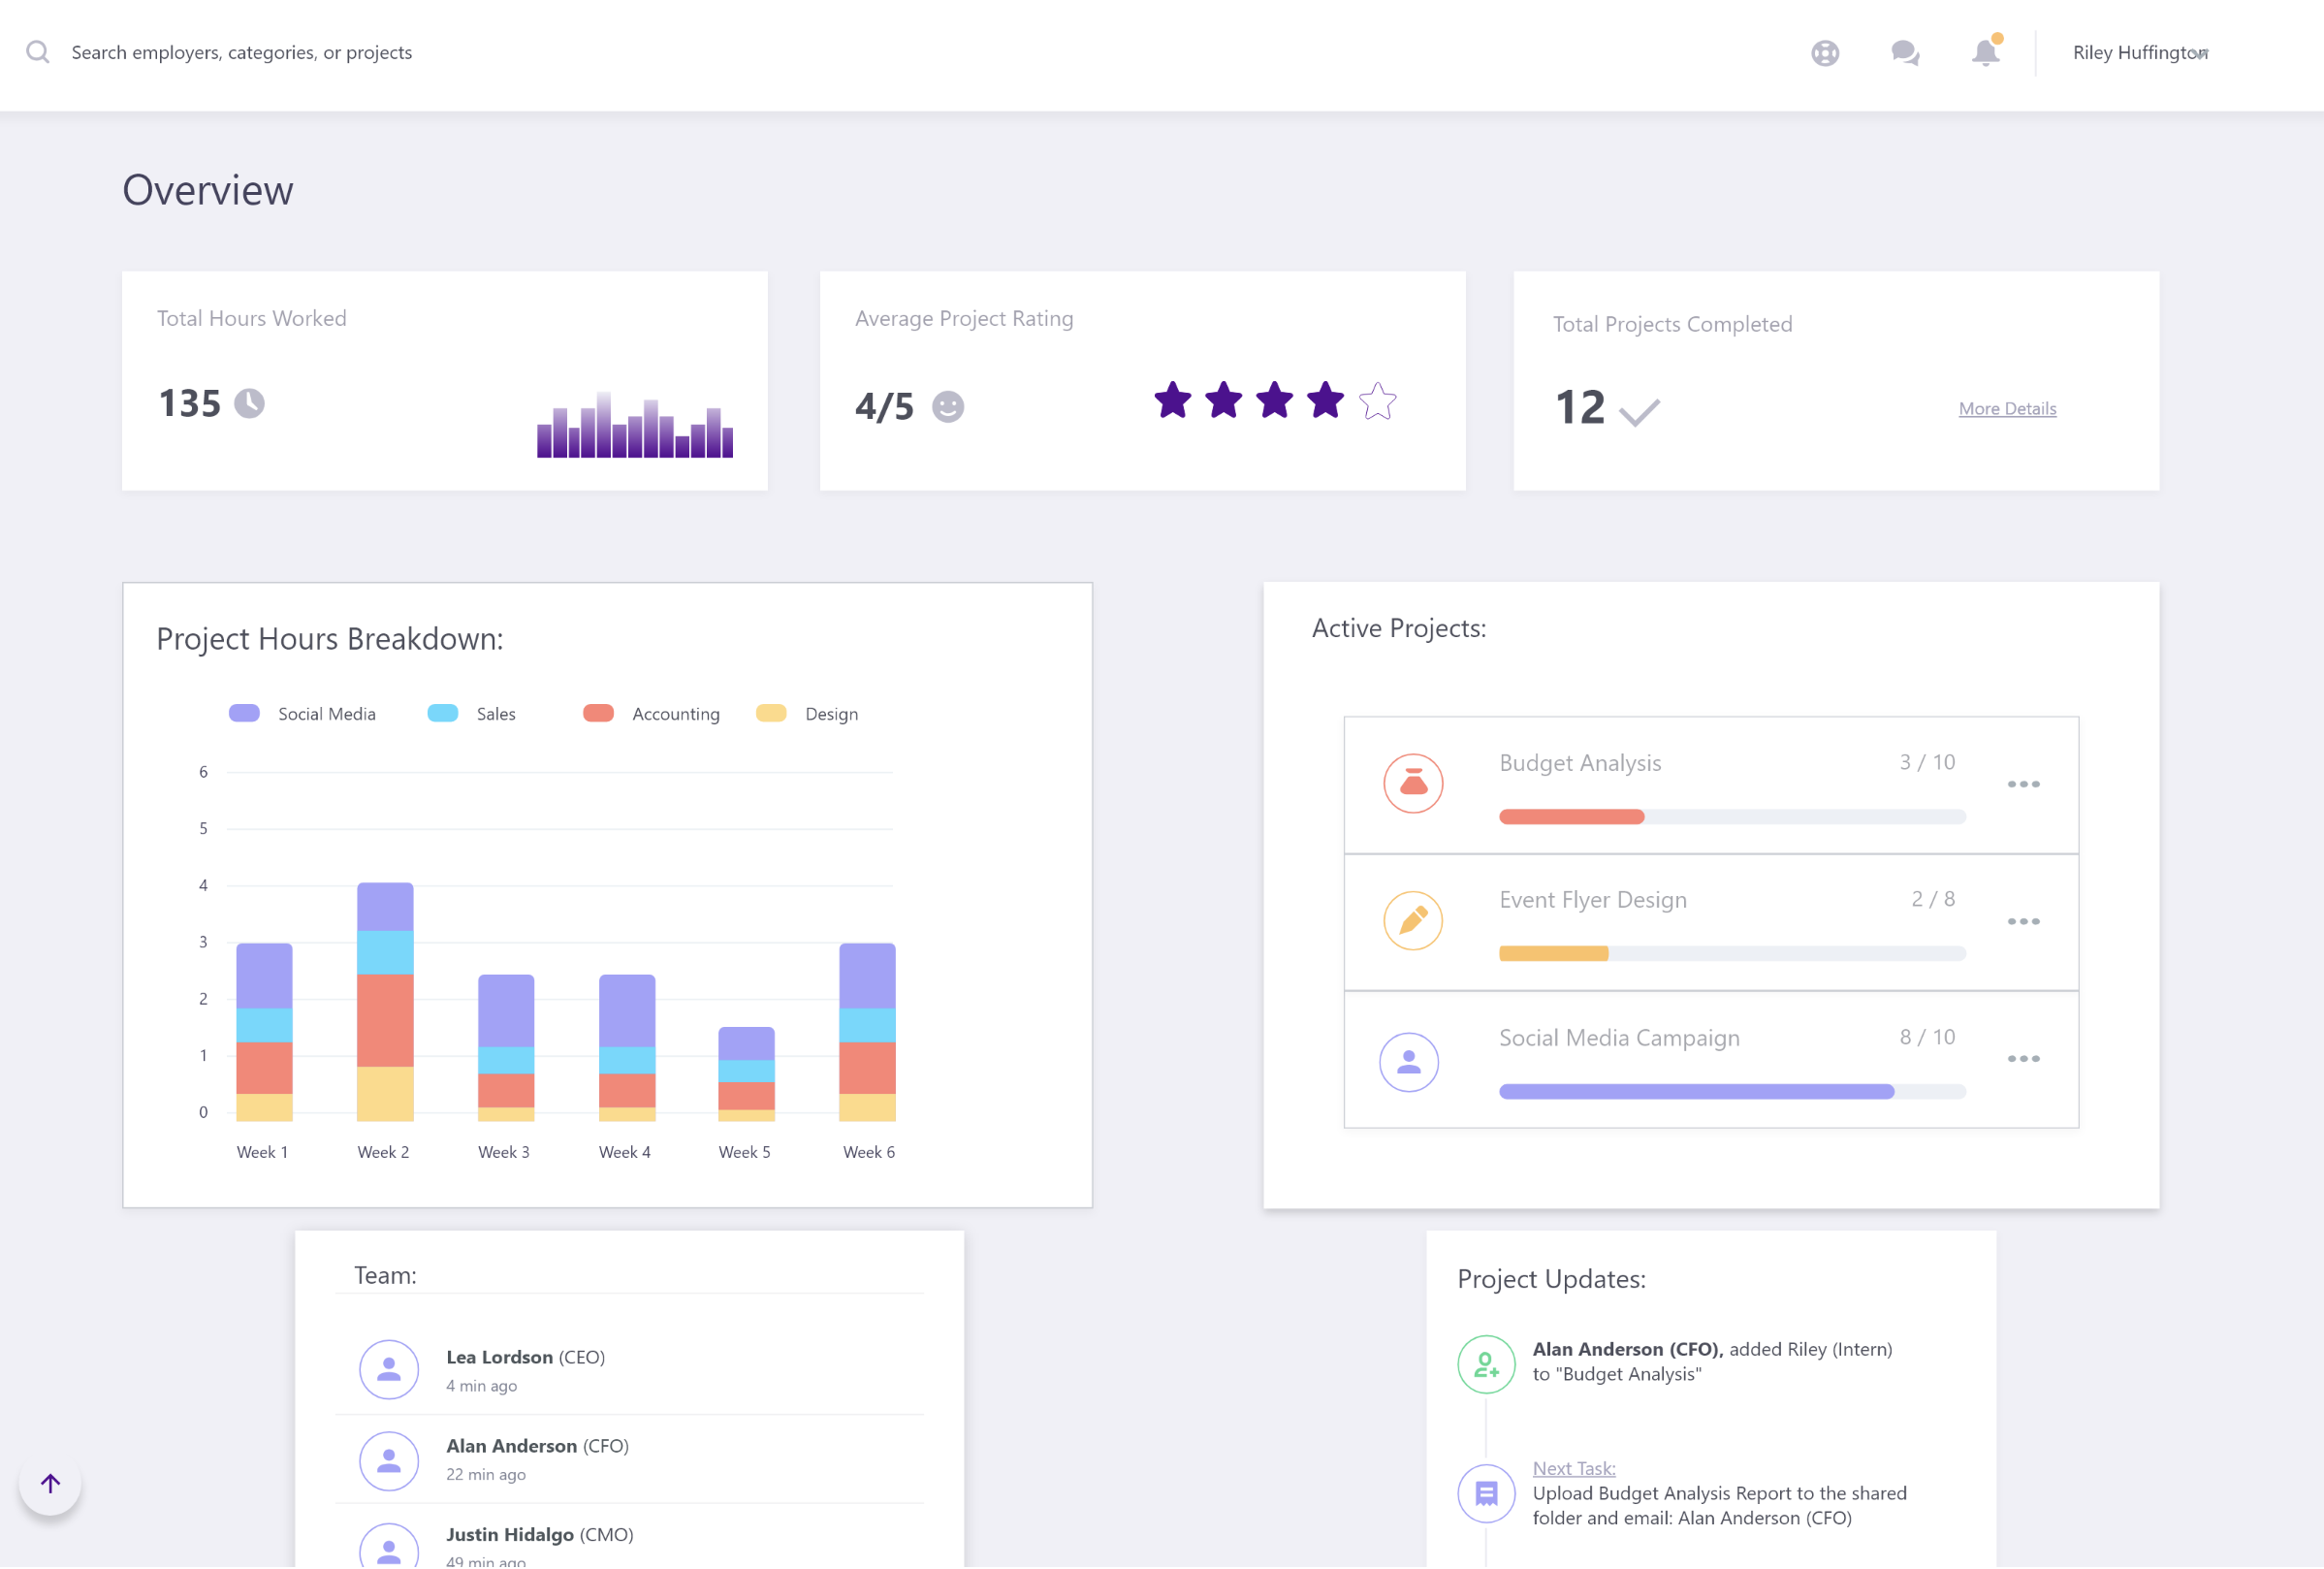 Search employers, categories, or projects
Riley Huffington
Overview
Total Hours Worked
135
Average Project Rating
4/5
Total Projects Completed
12
More Details
Project Hours Breakdown:
Social Media Sales Accounting Design
6
5
4
3
2
1
0
Week 1 Week 2 Week 3 Week 4 Week 5 Week 6
Active Projects:
Budget Analysis 3 / 10
Event Flyer Design 2 / 8
Social Media Campaign 8 / 10
Team:
Lea Lordson (CEO)
4 min ago
Alan Anderson (CFO)
22 min ago
Justin Hidalgo (CMO)
49 min ago
Project Updates:
Alan Anderson (CFO), added Riley (Intern)
to "Budget Analysis"
Next Task:
Upload Budget Analysis Report to the shared
folder and email: Alan Anderson (CFO)